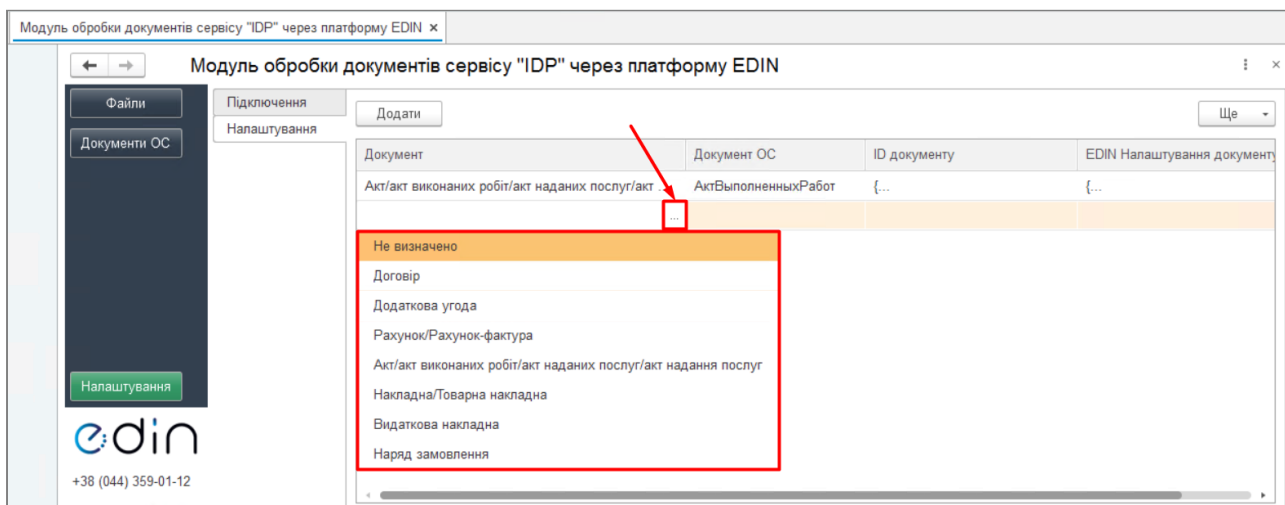 Модуль обробки документів сервісу "IDP" через платформу EDIN ×
Модуль обробки документів сервісу "IDP" через платформу EDIN
Файли
Документи ОС
Налаштування
Підключення
Налаштування
Додати
Ще
Документ Документ ОС ID документу EDIN Налаштування документу
Акт/акт виконаних робіт/акт наданих послуг/акт ... АктВыполненныхРабот {... {...
...
Не визначено
Договір
Додаткова угода
Рахунок/Рахунок-фактура
Акт/акт виконаних робіт/акт наданих послуг/акт надання послуг
Накладна/Товарна накладна
Видаткова накладна
Наряд замовлення
edin
+38 (044) 359-01-12